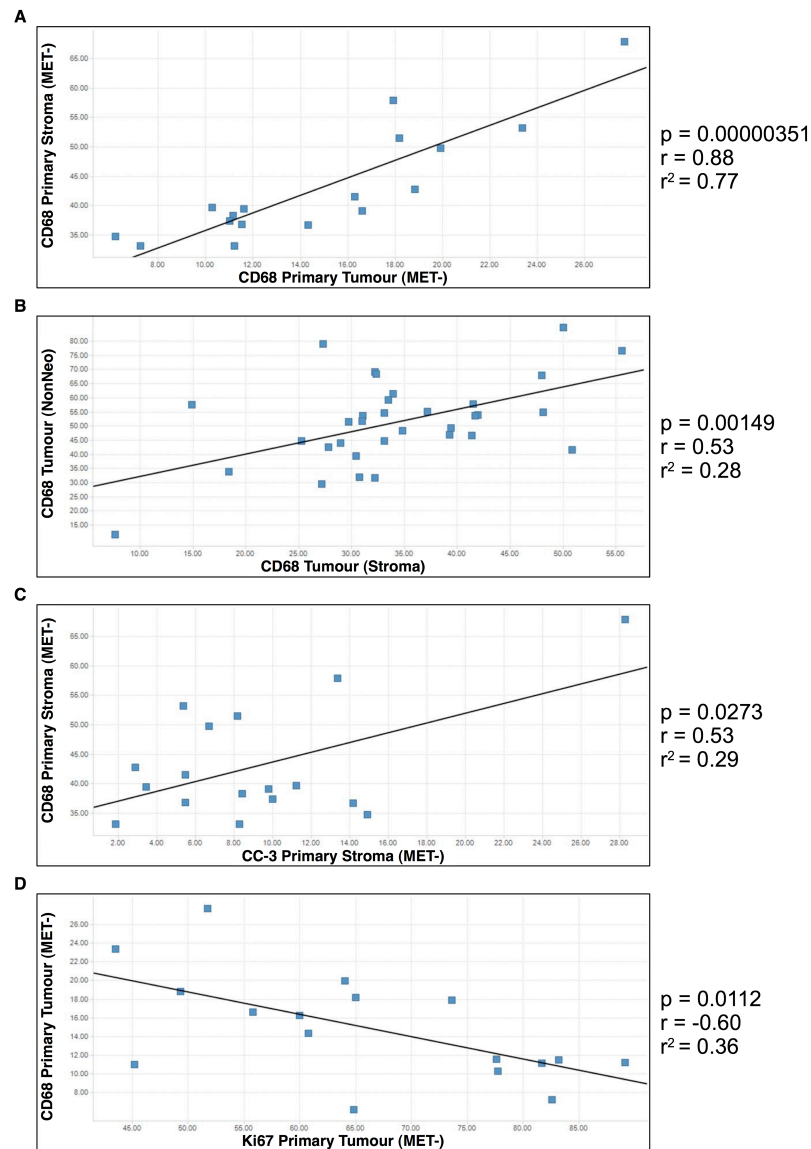 A
CD68 Primary Stroma (MET-)
65.00
60.00
55.00
50.00
45.00
40.00
35.00
8.00 10.00 12.00 14.00 16.00 18.00 20.00 22.00 24.00 26.00
CD68 Primary Tumour (MET-)
p = 0.00000351
r = 0.88
r² = 0.77
B
CD68 Tumour (NonNeo)
80.00
75.00
70.00
65.00
60.00
55.00
50.00
45.00
40.00
35.00
30.00
25.00
20.00
15.00
10.00 15.00 20.00 25.00 30.00 35.00 40.00 45.00 50.00 55.00
CD68 Tumour (Stroma)
p = 0.00149
r = 0.53
r² = 0.28
C
CD68 Primary Stroma (MET-)
65.00
60.00
55.00
50.00
45.00
40.00
35.00
2.00 4.00 6.00 8.00 10.00 12.00 14.00 16.00 18.00 20.00 22.00 24.00 26.00 28.00
CC-3 Primary Stroma (MET-)
p = 0.0273
r = 0.53
r² = 0.29
D
CD68 Primary Tumour (MET-)
26.00
24.00
22.00
20.00
18.00
16.00
14.00
12.00
10.00
8.00
45.00 50.00 55.00 60.00 65.00 70.00 75.00 80.00 85.00
Ki67 Primary Tumour (MET-)
p = 0.0112
r = -0.60
r² = 0.36